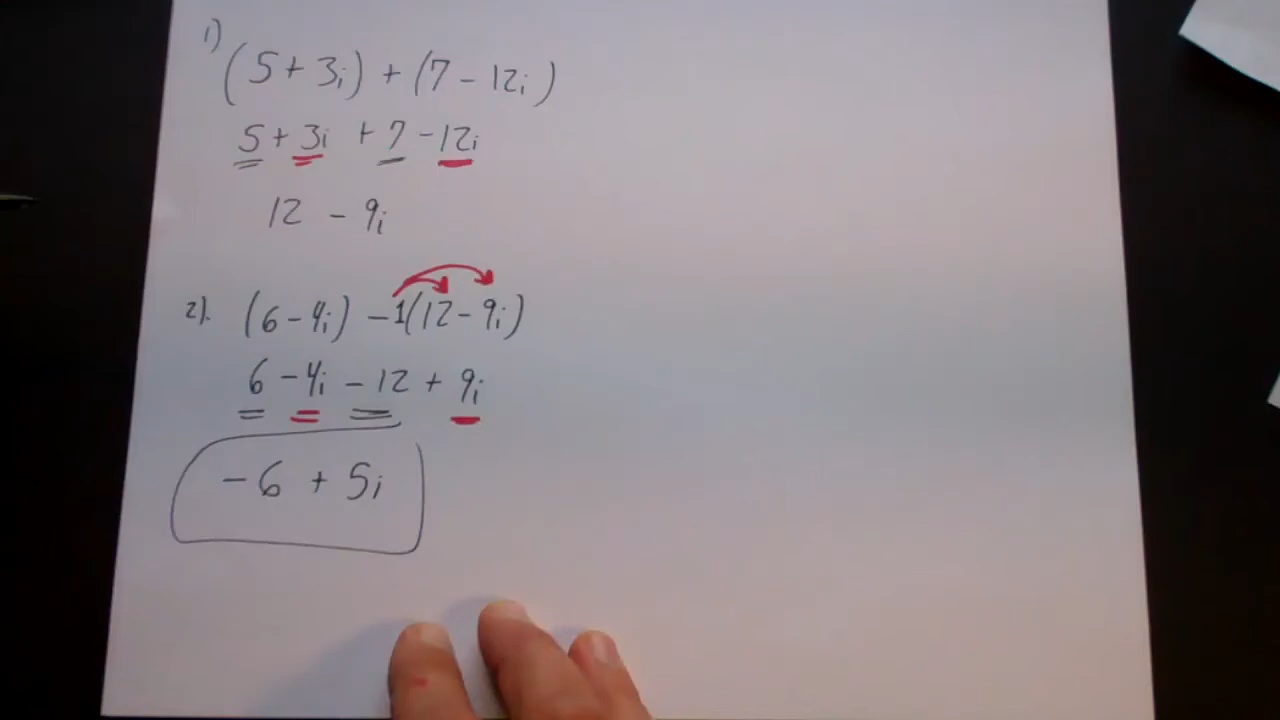 1)
(5 + 3i) + (7 - 12i)
5 + 3i + 7 - 12i
12 - 9i
2).
(6 - 4i) - 1(12 - 9i)
6 - 4i - 12 + 9i
- 6 + 5i